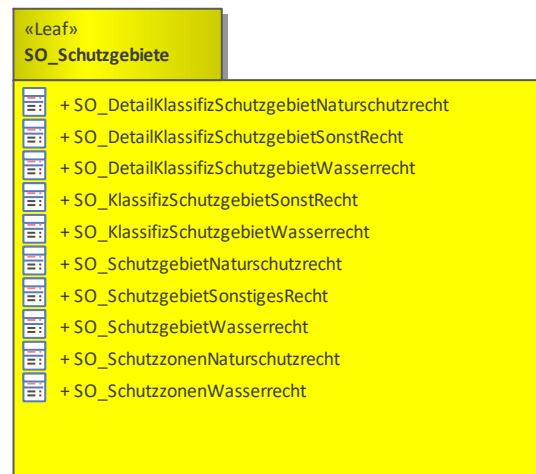 «Leaf»
SO_Schutzgebiete
+ SO_DetailKlassifizSchutzgebietNaturschutzrecht
+ SO_DetailKlassifizSchutzgebietSonstRecht
+ SO_DetailKlassifizSchutzgebietWasserrecht
+ SO_KlassifizSchutzgebietSonstRecht
+ SO_KlassifizSchutzgebietWasserrecht
+ SO_SchutzgebietNaturschutzrecht
+ SO_SchutzgebietSonstigesRecht
+ SO_SchutzgebietWasserrecht
+ SO_SchutzzonenNaturschutzrecht
+ SO_SchutzzonenWasserrecht